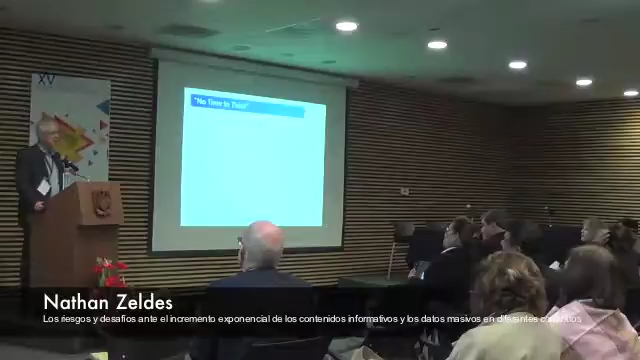 XV
"No Time to Think"
Nathan Zeldes
Los riesgos y desafíos ante el incremento exponencial de los contenidos informativos y los datos masivos en diferentes